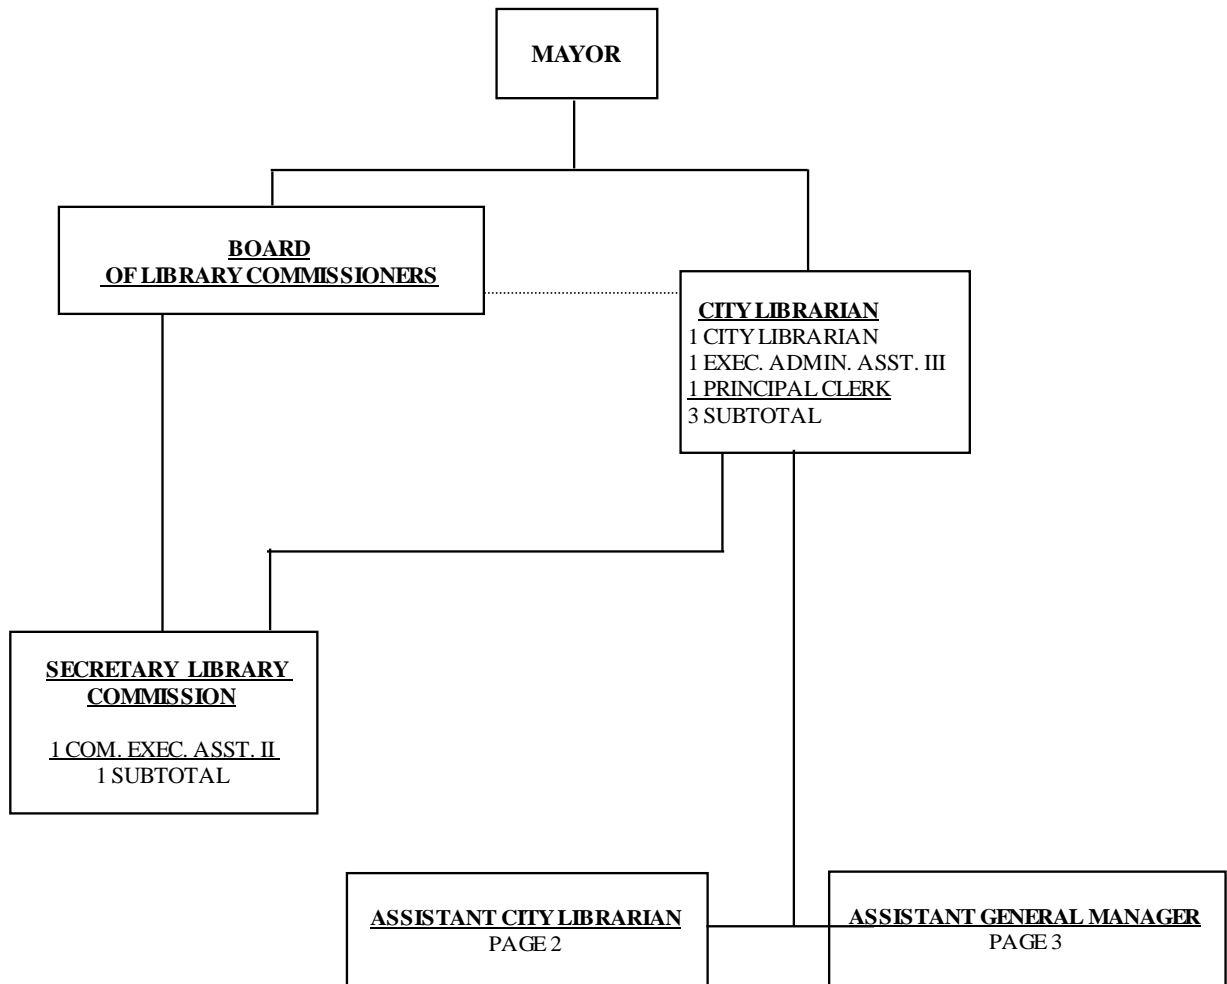 MAYOR
BOARD
OF LIBRARY COMMISSIONERS
CITY LIBRARIAN
1 CITY LIBRARIAN
1 EXEC. ADMIN. ASST. III
1 PRINCIPAL CLERK
3 SUBTOTAL
SECRETARY LIBRARY
COMMISSION
1 COM. EXEC. ASST. II
1 SUBTOTAL
ASSISTANT CITY LIBRARIAN
PAGE 2
ASSISTANT GENERAL MANAGER
PAGE 3